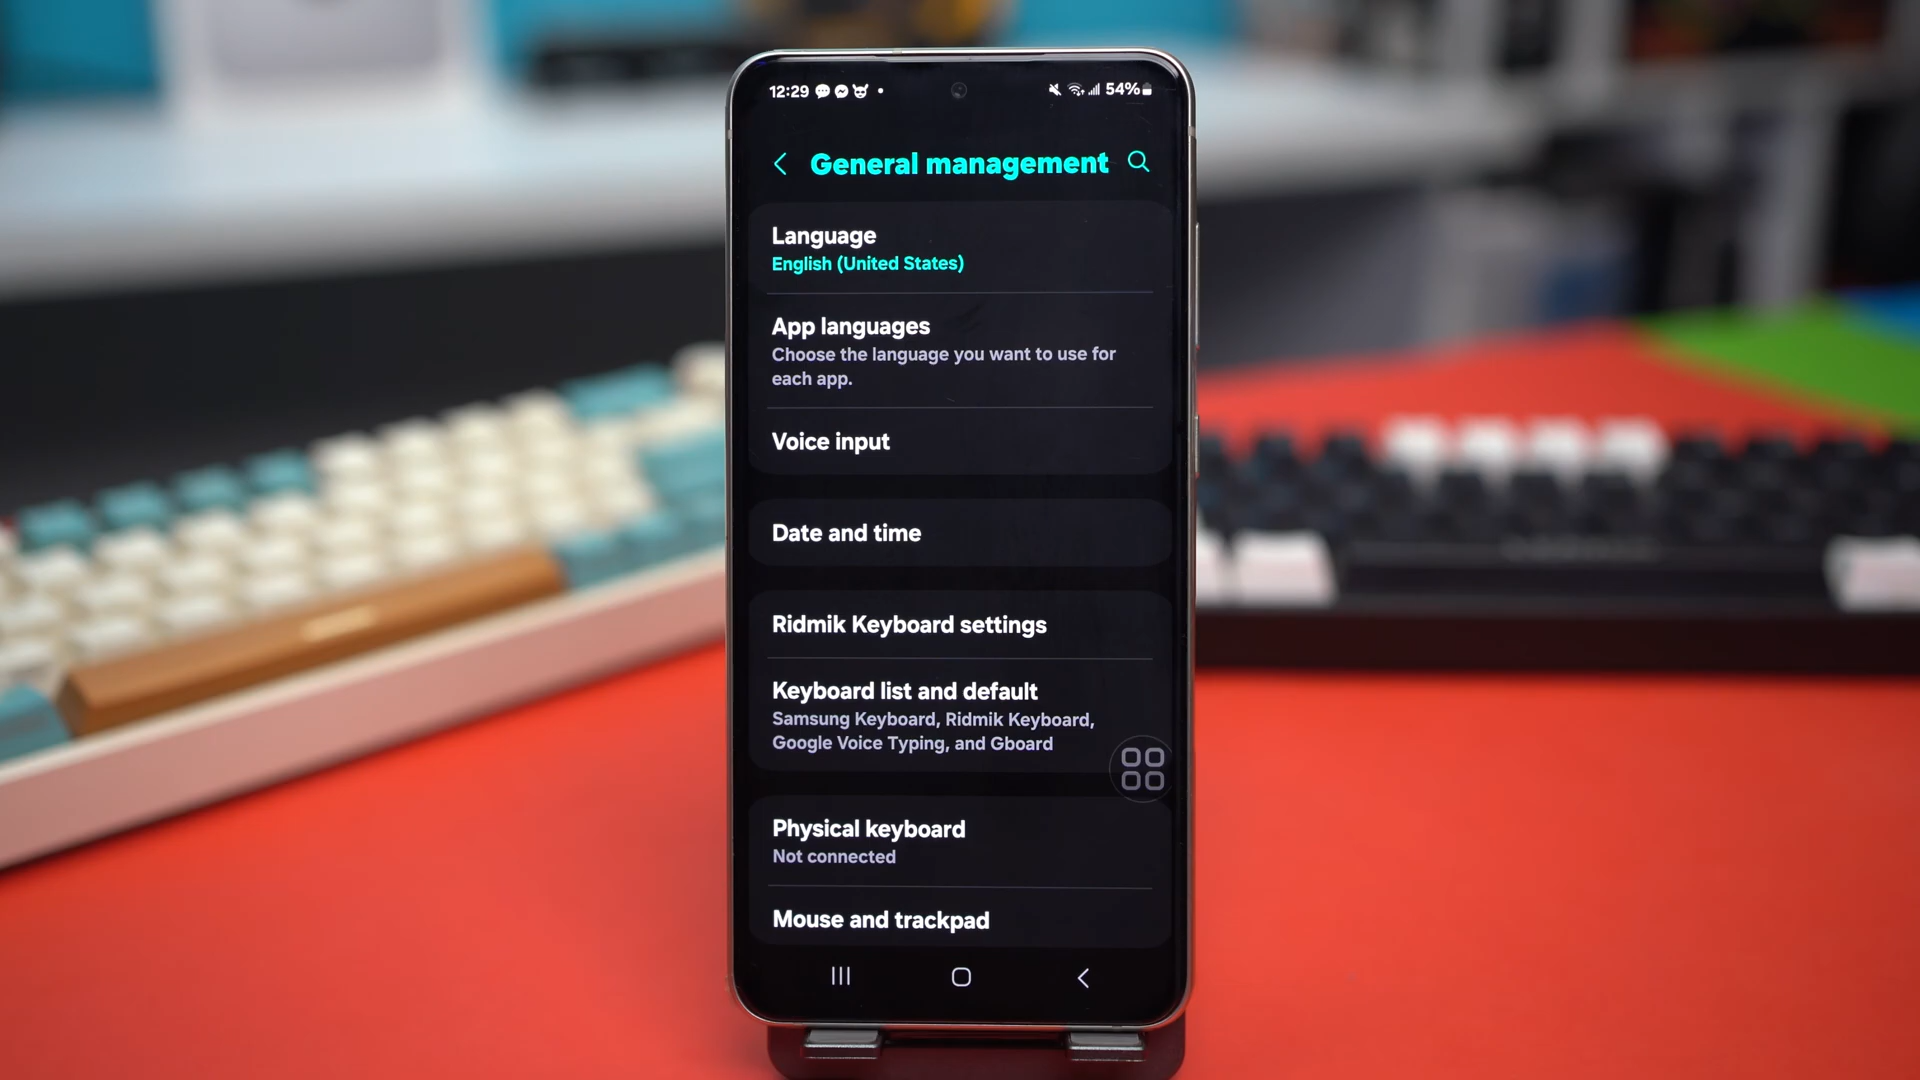 12:29 54%
General management
Language
English (United States)
App languages
Choose the language you want to use for
each app.
Voice input
Date and time
Ridmik Keyboard settings
Keyboard list and default
Samsung Keyboard, Ridmik Keyboard,
Google Voice Typing, and Gboard
Physical keyboard
Not connected
Mouse and trackpad